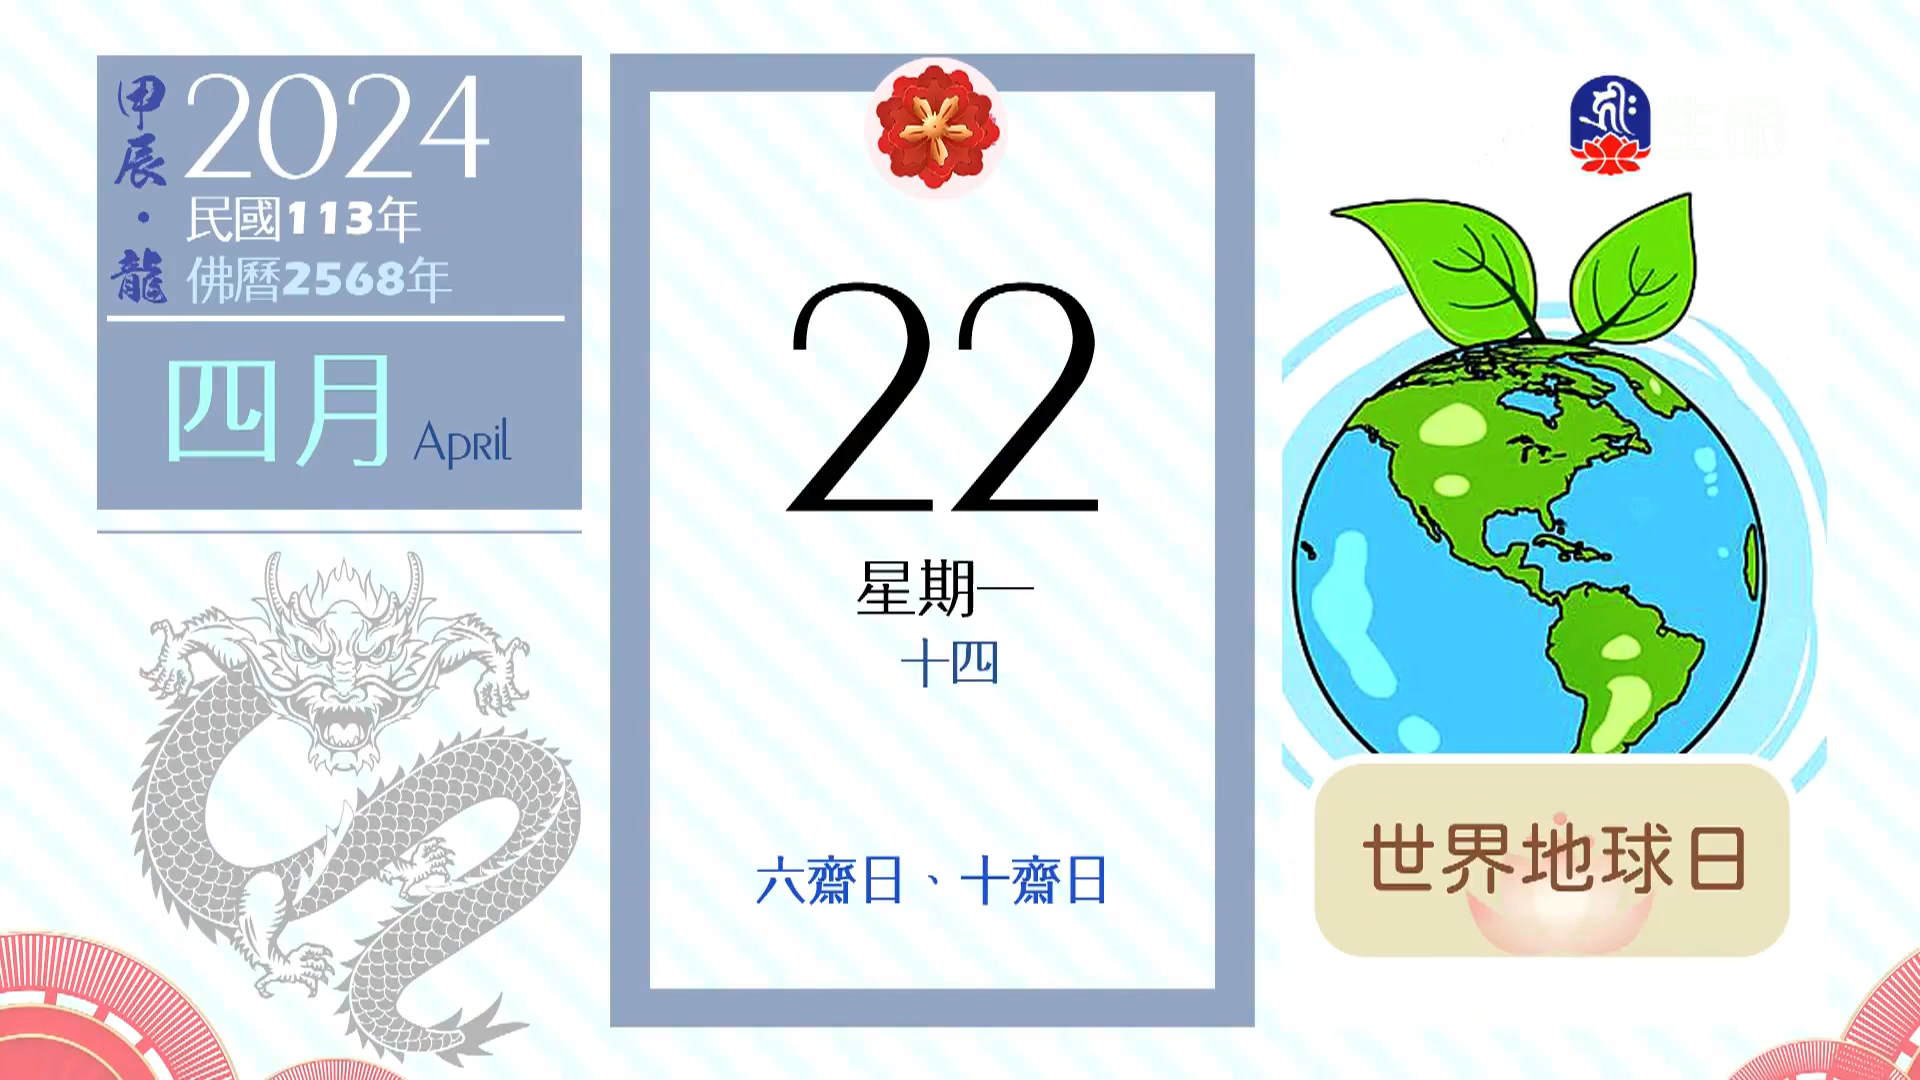 甲辰・龍
2024
民國113年
佛曆2568年
四月 April
22
星期一
十四
六齋日、十齋日
世界地球日